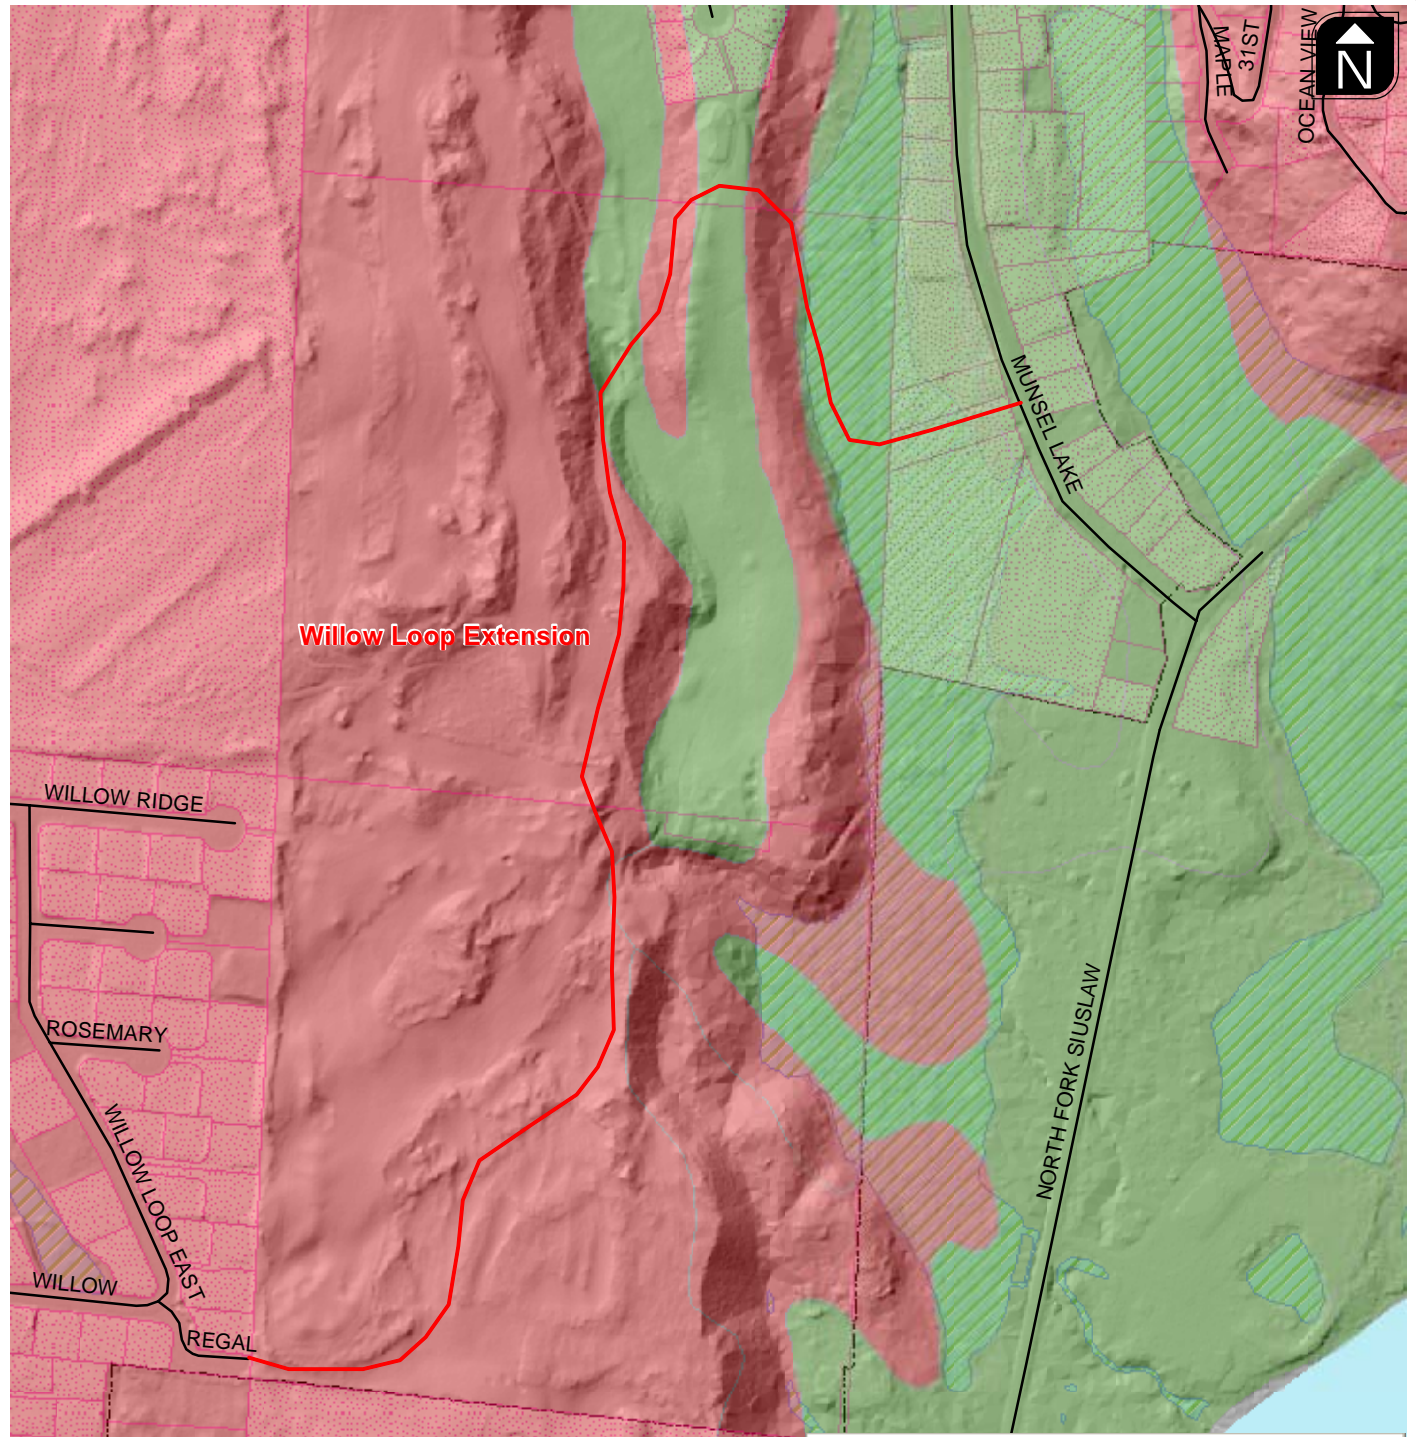 MAPLE
31ST
OCEAN VIEW
N
MUNSEL LAKE
Willow Loop Extension
WILLOW RIDGE
ROSEMARY
WILLOW LOOP EAST
NORTH FORK SIUSLAW
WILLOW
REGAL